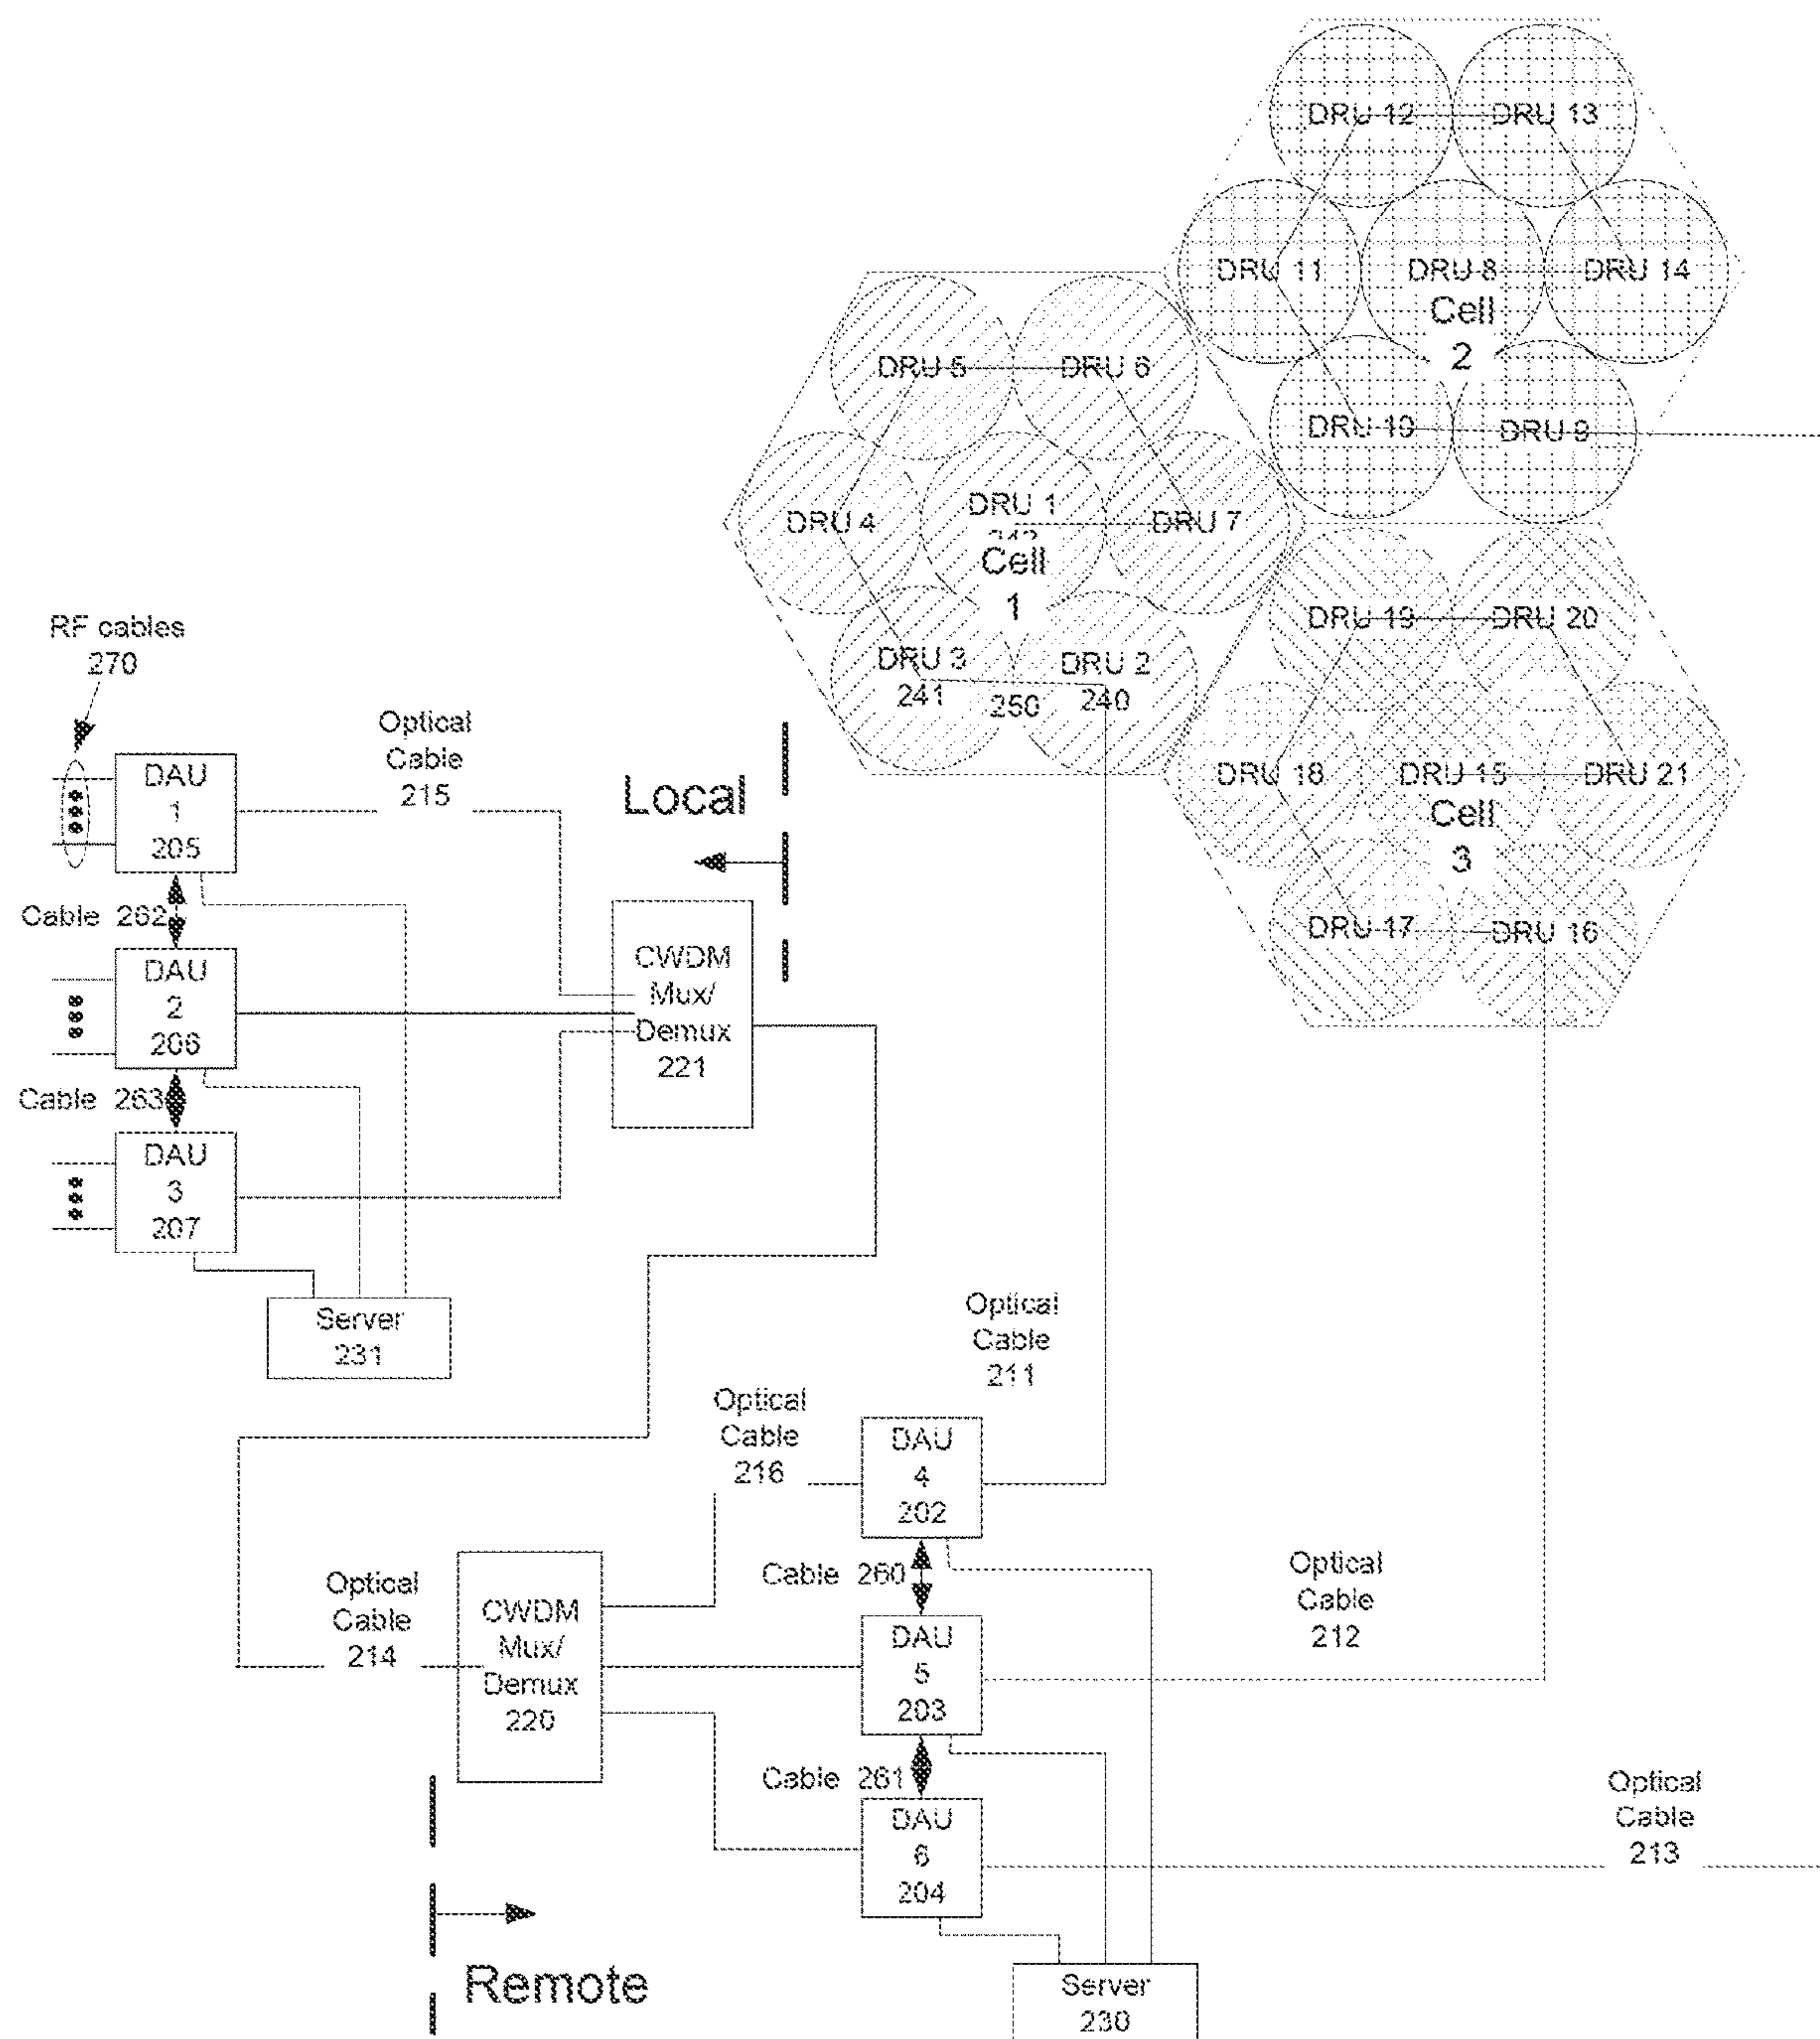 DRU 12
DRU 13
DRU 11
DRU 8
DRU 14
Cell
2
DRU 10
DRU 9
DRU 5
DRU 6
DRU 4
DRU 1
DRU 7
Cell
1
DRU 3
241
250
DRU 2
240
DRU 19
DRU 20
DRU 18
DRU 15
DRU 21
Cell
3
DRU 17
DRU 16
RF cables
270
Optical
Cable
215
Local
DAU
1
205
Cable 262
DAU
2
206
Cable 263
DAU
3
207
CWDM
Mux/
Demux
221
Server
231
Optical
Cable
211
Optical
Cable
216
DAU
4
202
Cable 260
Optical
Cable
212
Optical
Cable
214
CWDM
Mux/
Demux
220
DAU
5
203
Cable 261
DAU
6
204
Optical
Cable
213
Remote
Server
230